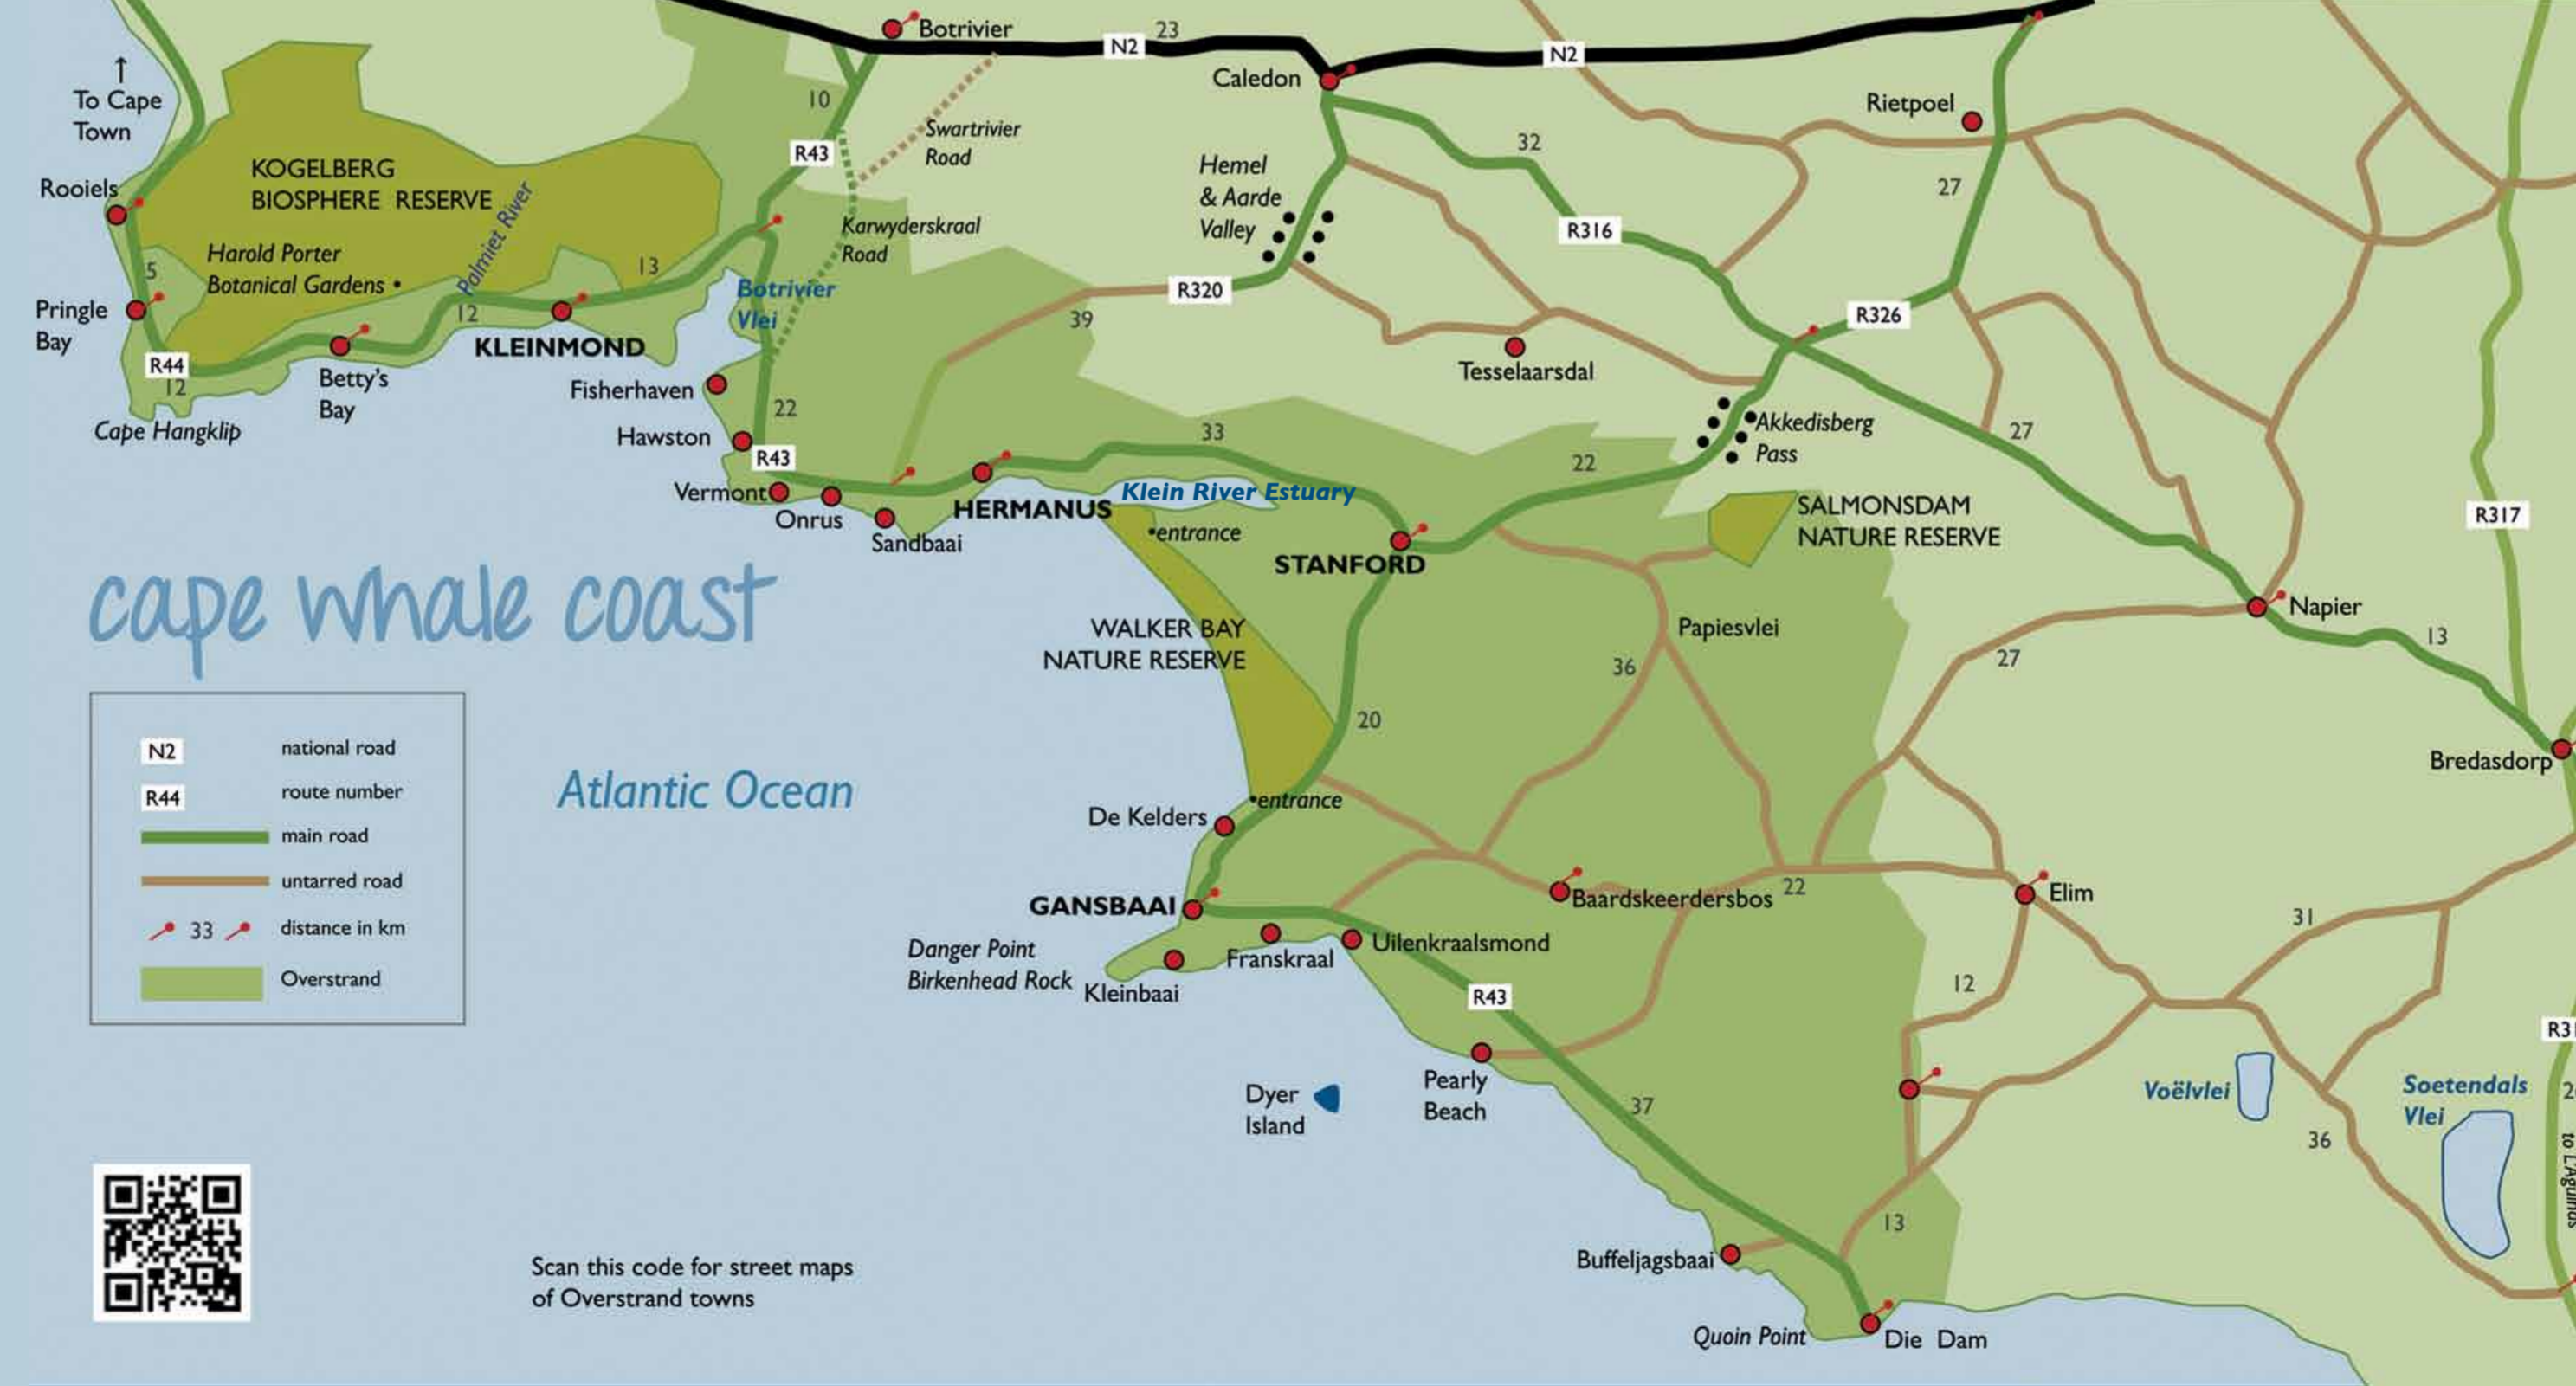 Botrivier
23
N2
N2
Caledon
↑
To Cape
Town
10
R43
Swartrivier
Road
32
Rietpoel
KOGELBERG
BIOSPHERE RESERVE
Rooiels
Palmiet River
Hemel
& Aarde
Valley
27
R316
Karwyderskraal
Road
Harold Porter
Botanical Gardens •
5
13
Botrivier
Vlei
R320
R326
Pringle
Bay
12
39
KLEINMOND
R44
12
Betty's
Bay
Fisherhaven
Tesselaarsdal
22
Cape Hangklip
Hawston
R43
33
22
Akkedisberg
Pass
27
Vermont
Onrus
Sandbaai
HERMANUS
Klein River Estuary
•entrance
STANFORD
SALMONSDAM
NATURE RESERVE
R317
cape whale coast
WALKER BAY
NATURE RESERVE
Papiesvlei
36
Napier
13
27
20
N2 national road
R44 route number
main road
untarred road
33 distance in km
Overstrand
Atlantic Ocean
Bredasdorp
•entrance
De Kelders
GANSBAAI
Baardskeerdersbos
22
Elim
31
Danger Point
Birkenhead Rock
Kleinbaai
Franskraal
Uilenkraalsmond
R43
12
R31
Dyer
Island
Pearly
Beach
37
Voëlvlei
Soetendals
Vlei
2
36
to L'Agulhas
13
Buffeljagsbaai
Scan this code for street maps
of Overstrand towns
Quoin Point
Die Dam